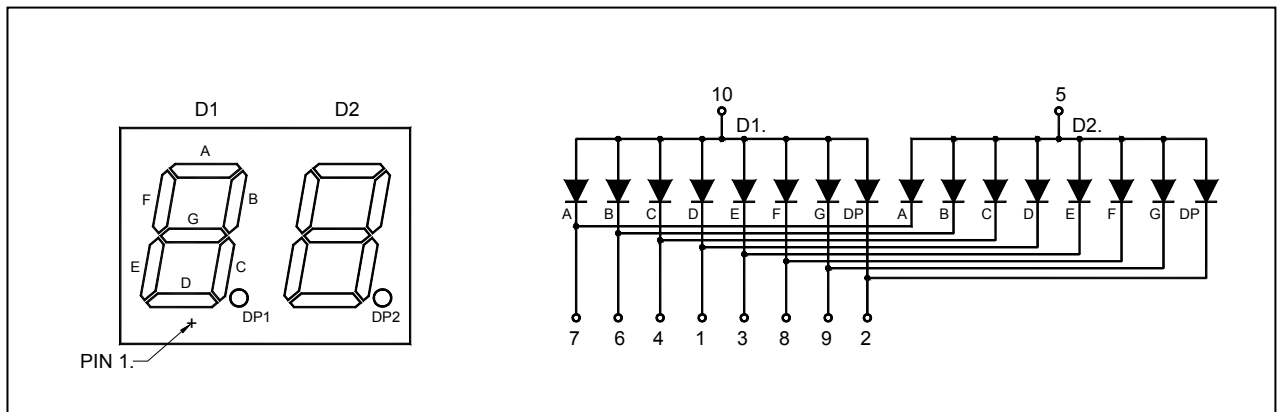 D1 D2
A
F B
G
E C
D
DP1 DP2
PIN 1.
10 5
D1. D2.
A B C D E F G DP A B C D E F G DP
7 6 4 1 3 8 9 2